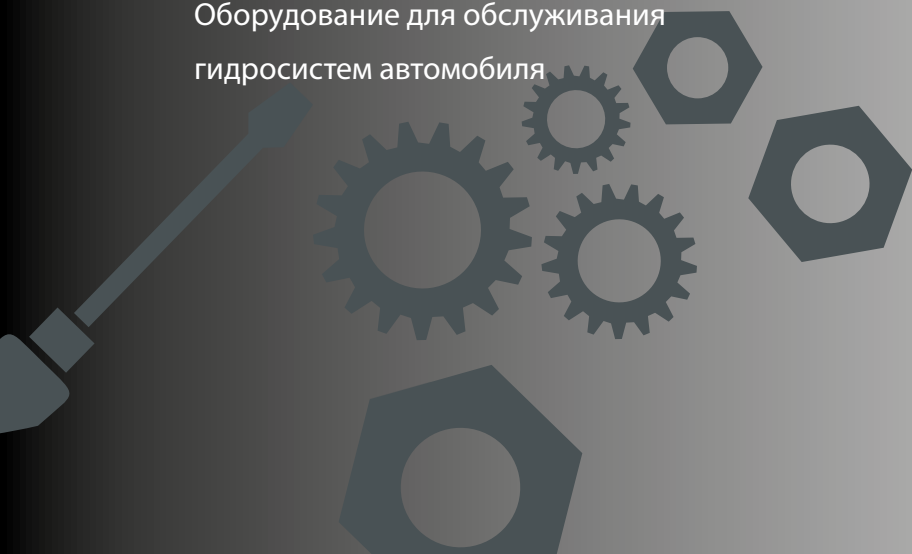 Оборудование для обслуживания
гидросистем автомобиля